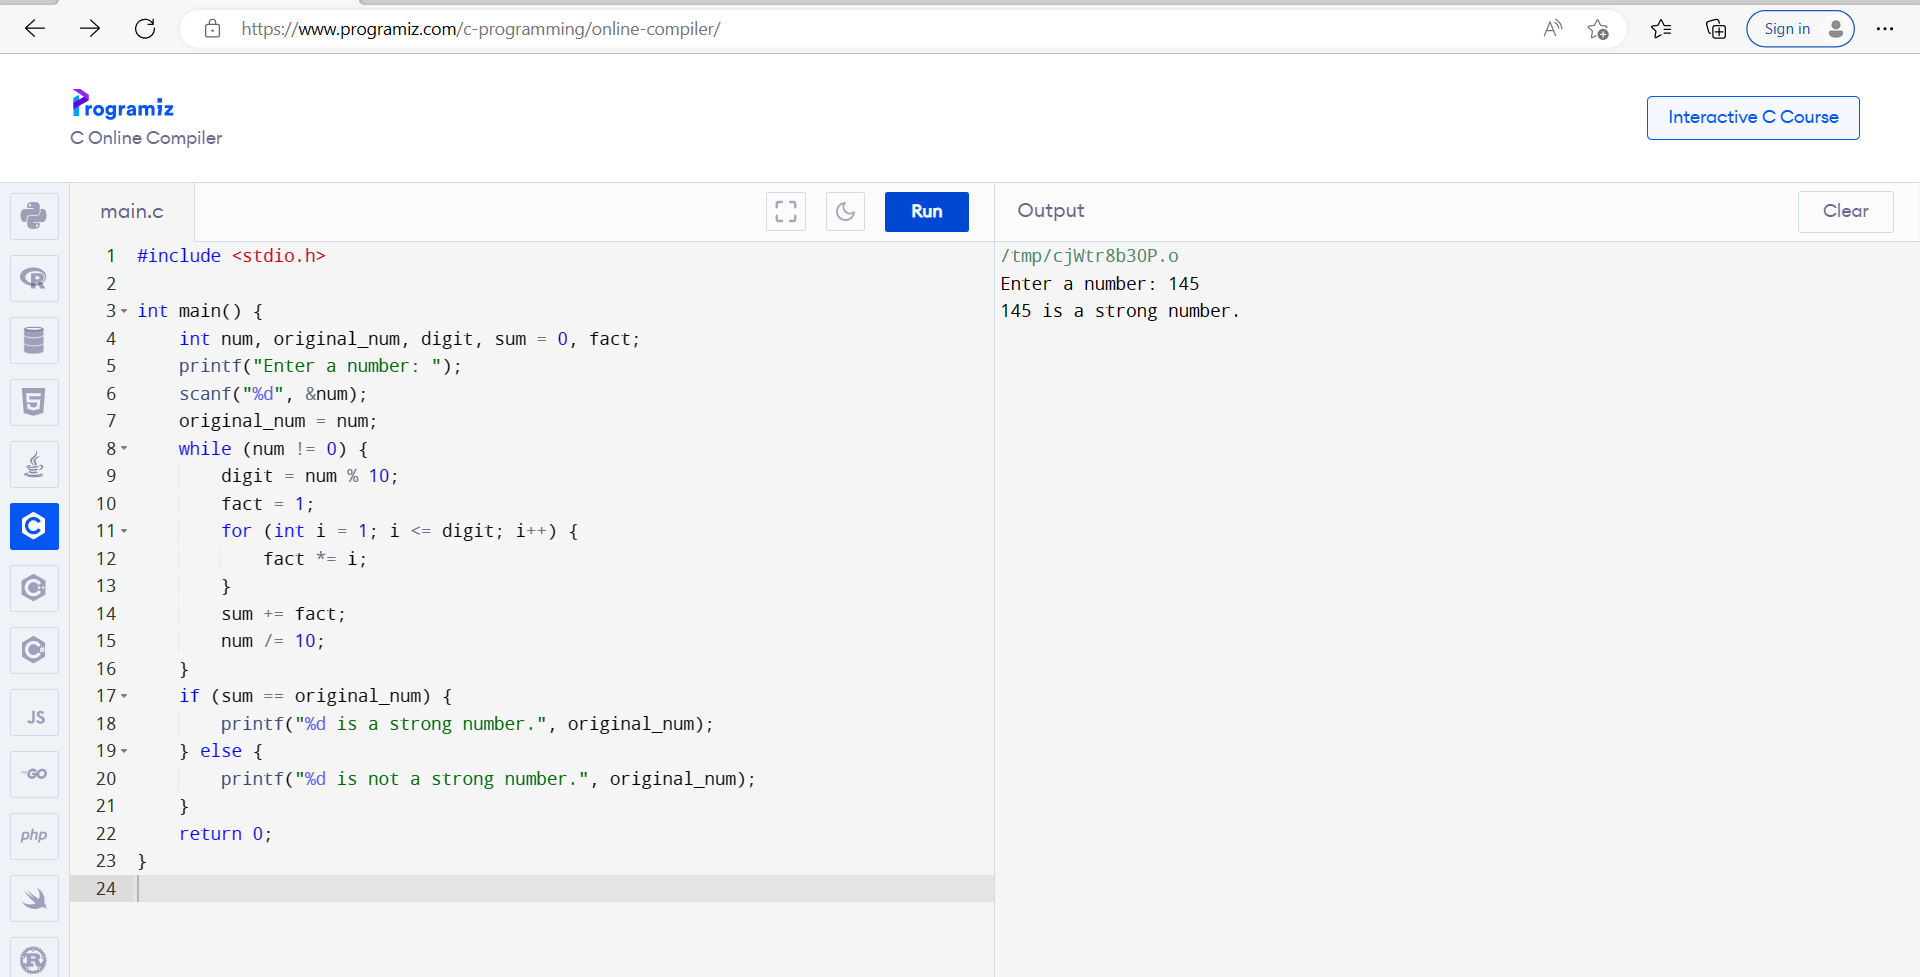 https://www.programiz.com/c-programming/online-compiler/
A
Sign in
Programiz
C Online Compiler
Interactive C Course
main.c
Run
Output
Clear
1 #include <stdio.h>
2
3 int main() {
4     int num, original_num, digit, sum = 0, fact;
5     printf("Enter a number: ");
6     scanf("%d", &num);
7     original_num = num;
8     while (num != 0) {
9         digit = num % 10;
10         fact = 1;
11         for (int i = 1; i <= digit; i++) {
12             fact *= i;
13         }
14         sum += fact;
15         num /= 10;
16     }
17     if (sum == original_num) {
18         printf("%d is a strong number.", original_num);
19     } else {
20         printf("%d is not a strong number.", original_num);
21     }
22     return 0;
23 }
24
/tmp/cjWtr8b3OP.o
Enter a number: 145
145 is a strong number.
R
5
C
C
C
JS
GO
php
R